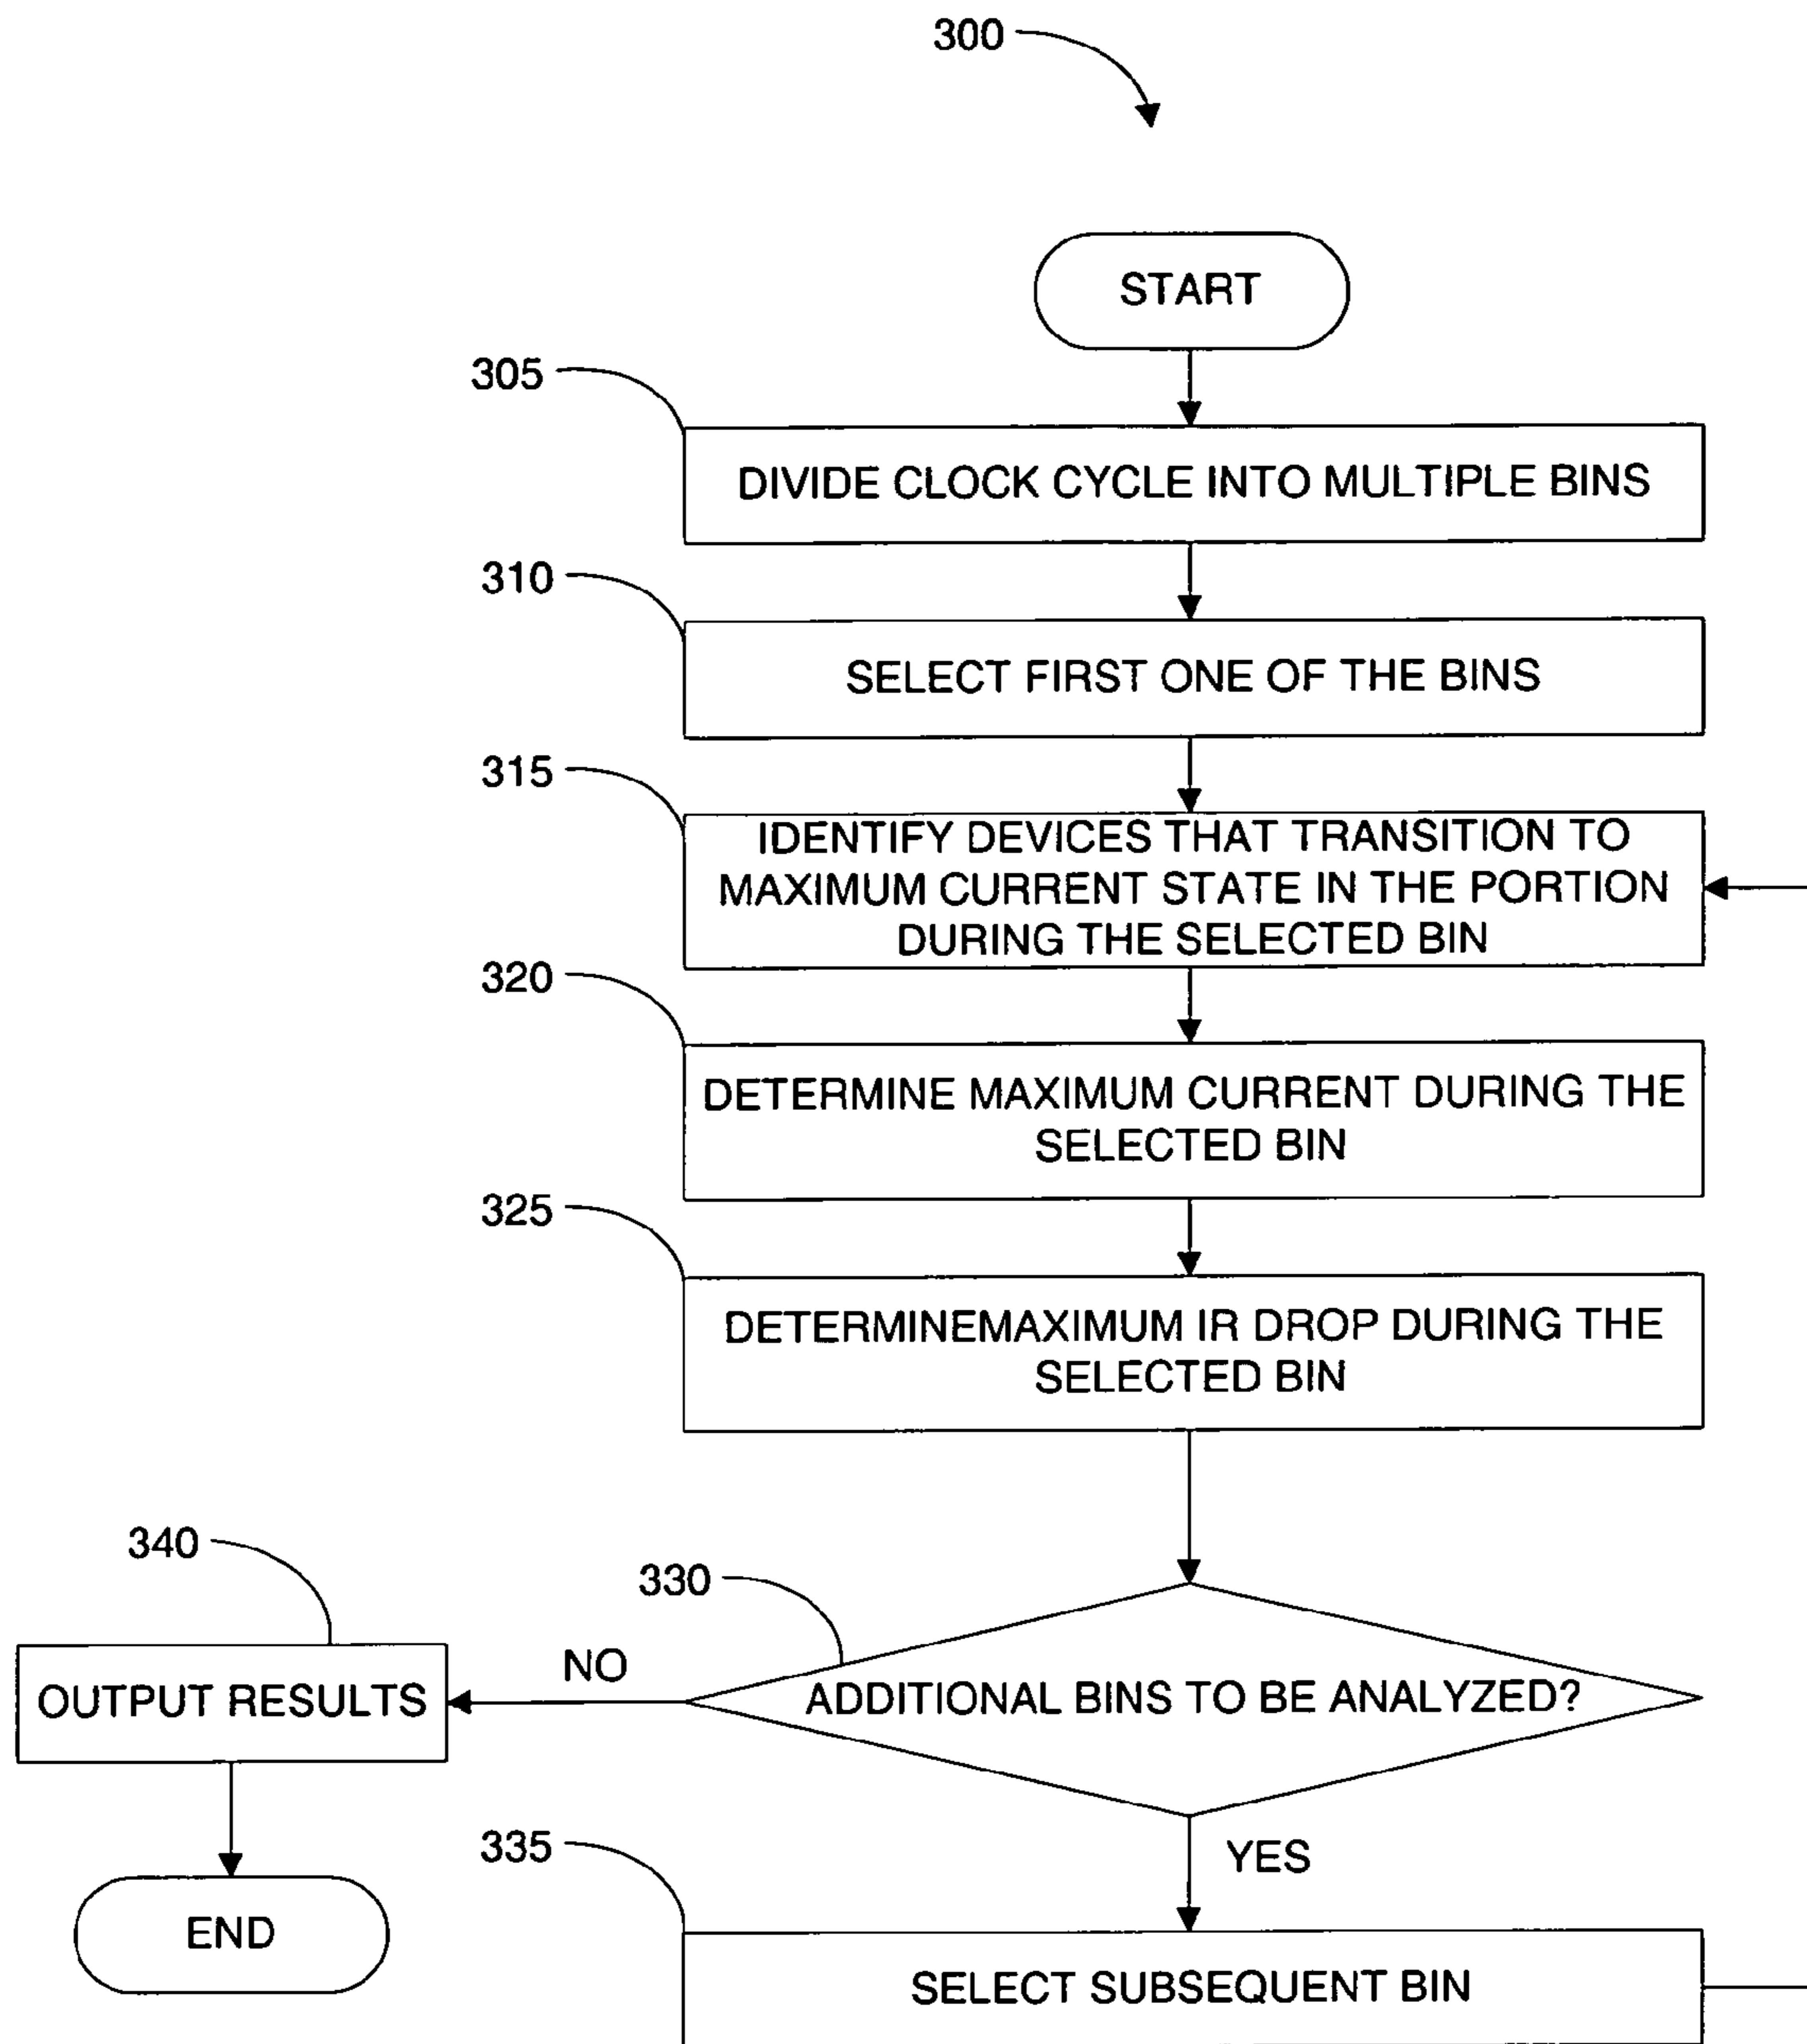 300
START
305
DIVIDE CLOCK CYCLE INTO MULTIPLE BINS
310
SELECT FIRST ONE OF THE BINS
315
IDENTIFY DEVICES THAT TRANSITION TO
MAXIMUM CURRENT STATE IN THE PORTION
DURING THE SELECTED BIN
320
DETERMINE MAXIMUM CURRENT DURING THE
SELECTED BIN
325
DETERMINEMAXIMUM IR DROP DURING THE
SELECTED BIN
330
ADDITIONAL BINS TO BE ANALYZED?
NO
340
OUTPUT RESULTS
END
YES
335
SELECT SUBSEQUENT BIN